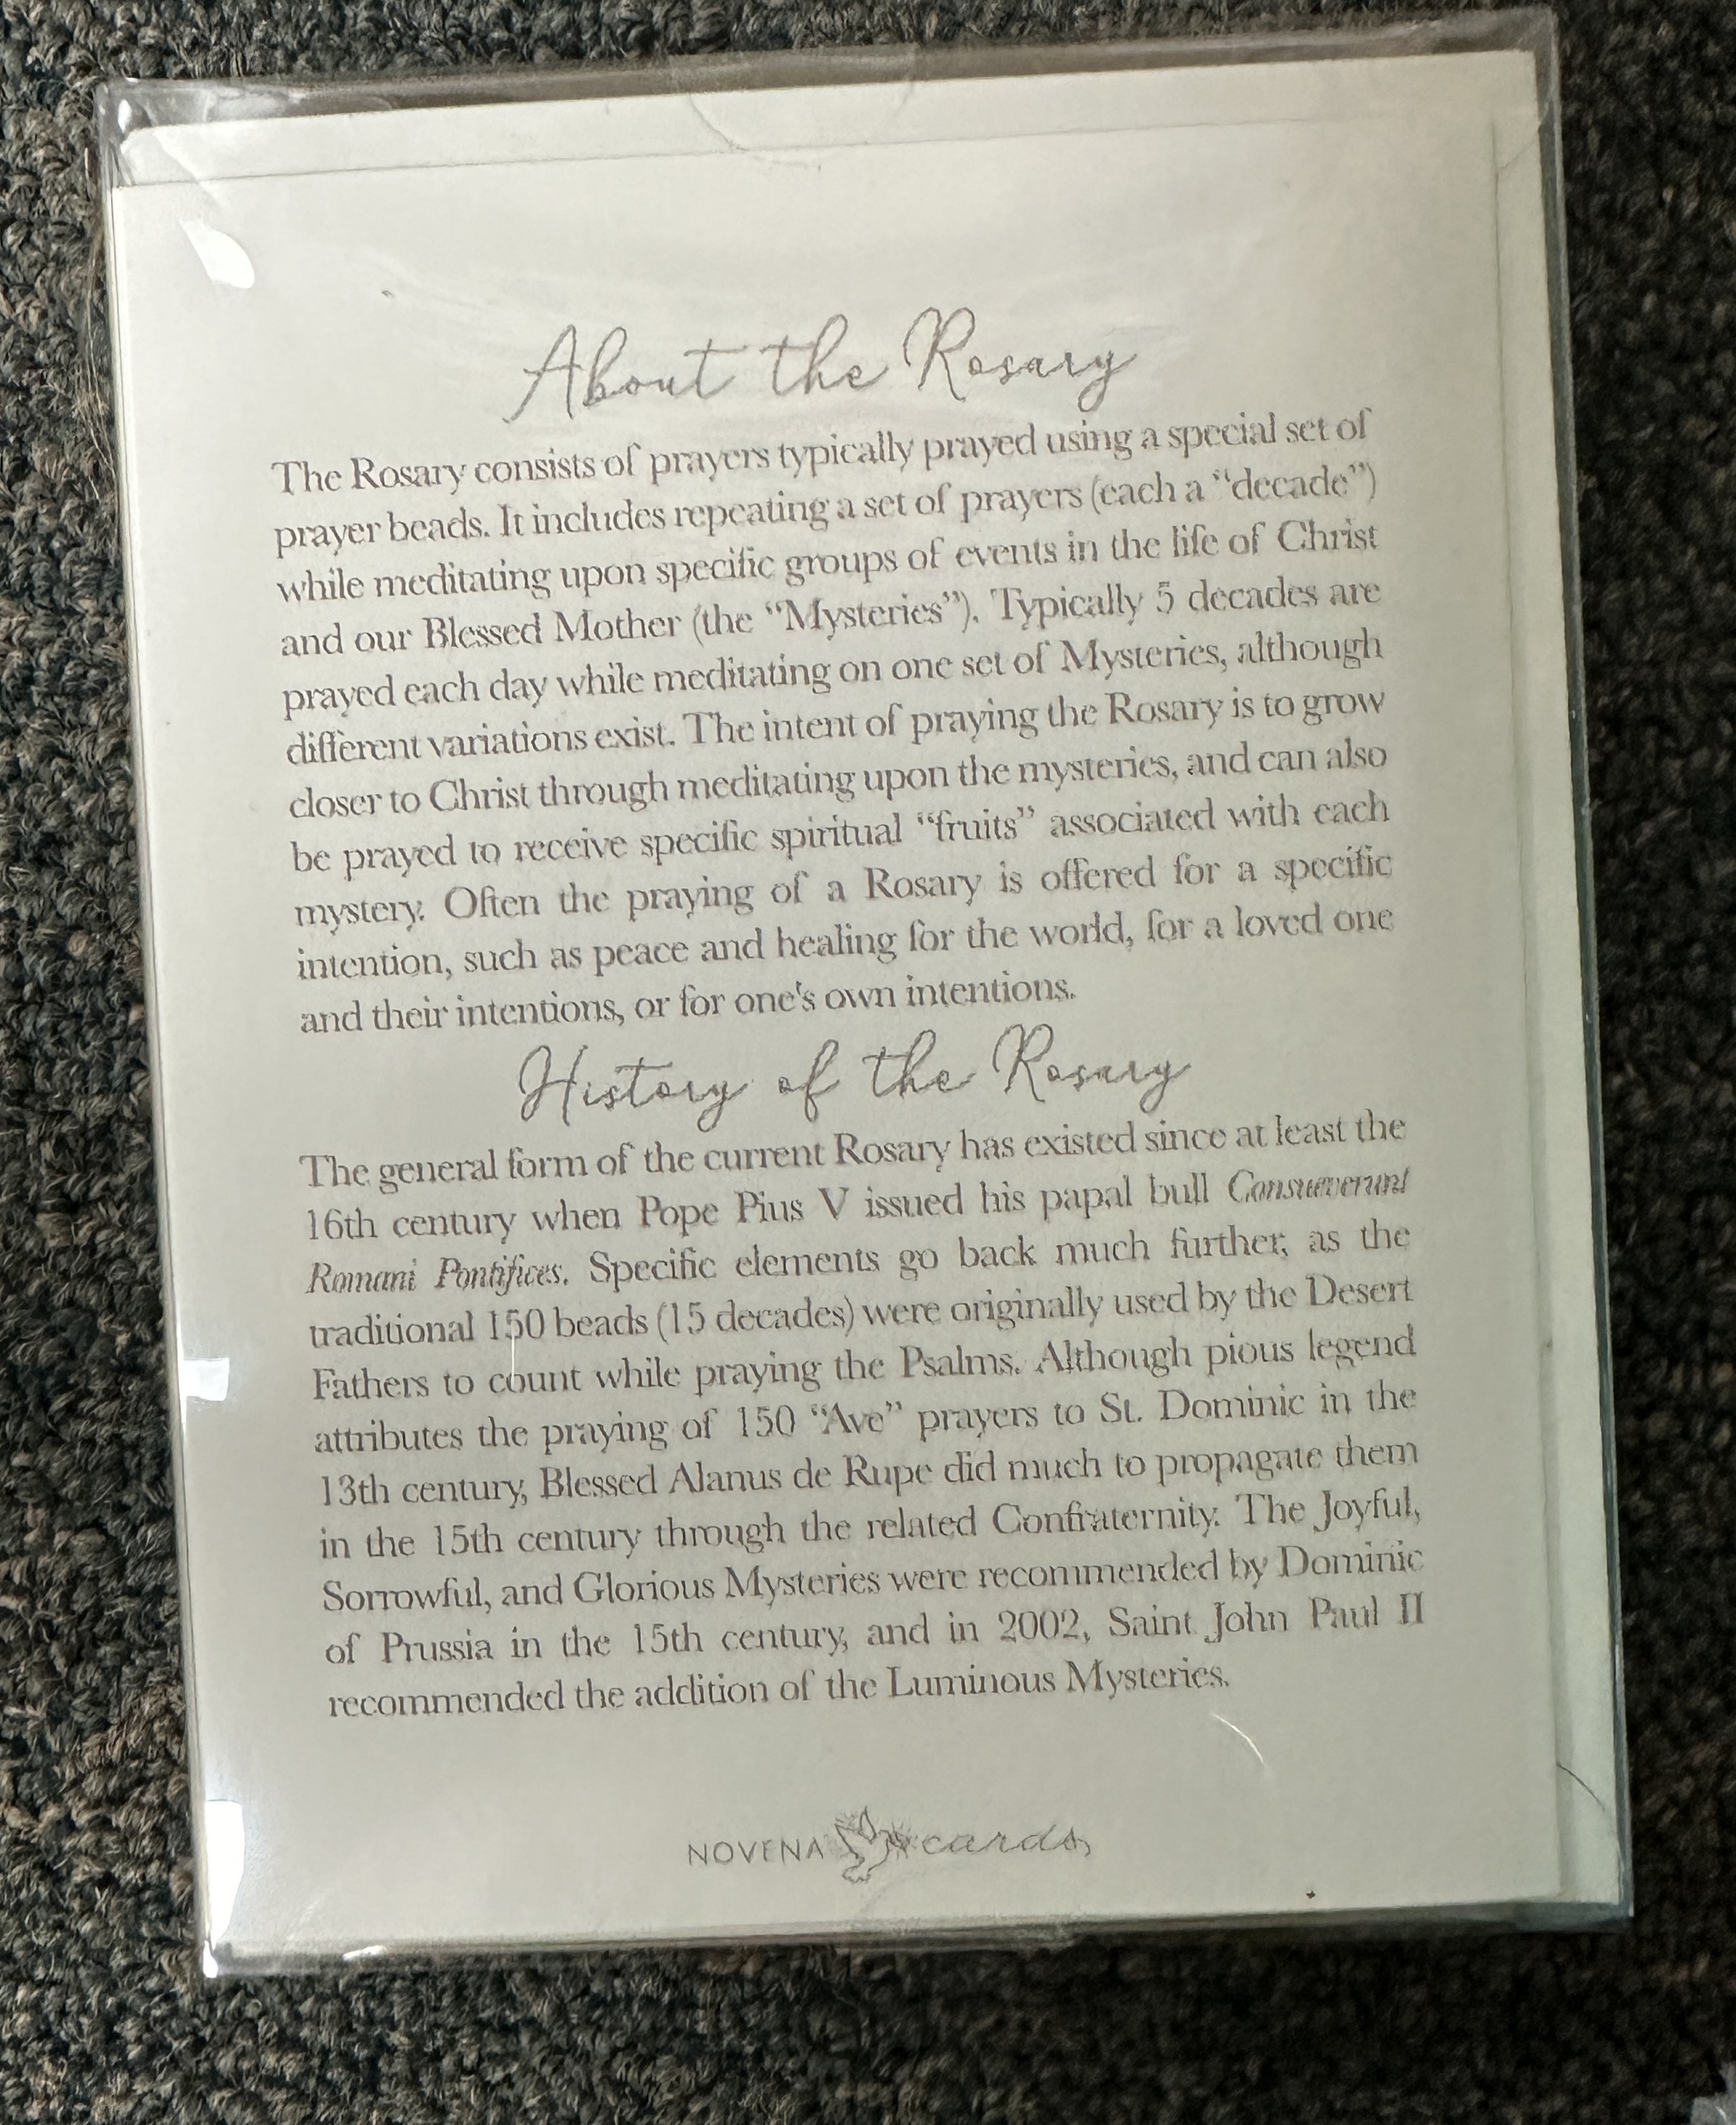 About the Rosary
The Rosary consists of prayers typically prayed using a special set of
prayer beads. It includes repeating a set of prayers (each a “decade”)
while meditating upon specific groups of events in the life of Christ
and our Blessed Mother (the “Mysteries”). Typically 5 decades are
prayed each day while meditating on one set of Mysteries, although
different variations exist. The intent of praying the Rosary is to grow
closer to Christ through meditating upon the mysteries, and can also
be prayed to receive specific spiritual “fruits” associated with each
mystery. Often the praying of a Rosary is offered for a specific
intention, such as peace and healing for the world, for a loved one
and their intentions, or for one's own intentions.
History of the Rosary
The general form of the current Rosary has existed since at least the
16th century when Pope Pius V issued his papal bull Consueverunt
Romani Pontifices. Specific elements go back much further, as the
traditional 150 beads (15 decades) were originally used by the Desert
Fathers to count while praying the Psalms. Although pious legend
attributes the praying of 150 “Ave” prayers to St. Dominic in the
13th century, Blessed Alanus de Rupe did much to propagate them
in the 15th century through the related Confraternity. The Joyful,
Sorrowful, and Glorious Mysteries were recommended by Dominic
of Prussia in the 15th century, and in 2002, Saint John Paul II
recommended the addition of the Luminous Mysteries.
NOVENA cards